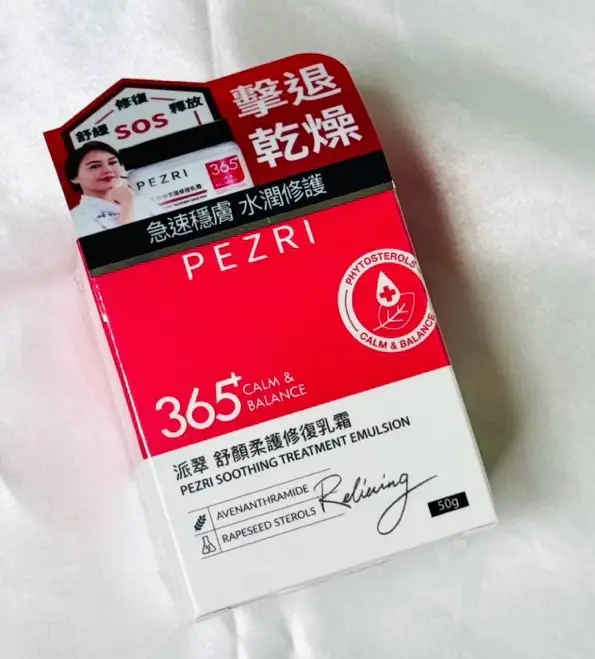 擊退
乾燥
舒緩 修復 釋放
SOS
PEZRI
365+
急速穩膚 水潤修護
PEZRI
PHYTOSTEROLS
CALM & BALANCE
365+ CALM &
BALANCE
派翠 舒顏柔護修復乳霜
PEZRI SOOTHING TREATMENT EMULSION
AVENANTHRAMIDE
RAPESEED STEROLS
Reliving
50g